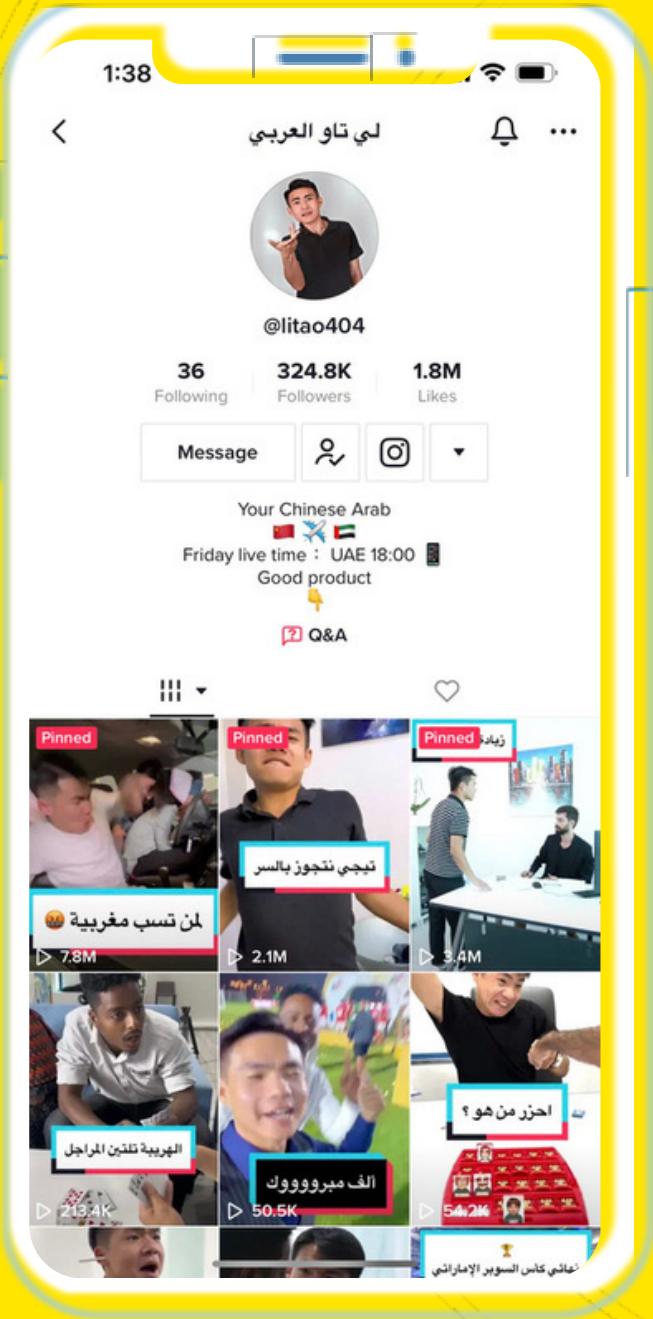 1:38
لي تاو العربي
@litao404
36 324.8K 1.8M
Following Followers Likes
Message
Your Chinese Arab
🇨🇳 ✈️ 🇦🇪
Friday live time： UAE 18:00 📱
Good product
👇
Q&A
Pinned
لمن تسب مغربية 🤬
7.8M
Pinned
تيجي نتجوز بالسر
2.1M
Pinned
3.4M
الهريبة تلتين المراجل
213.4K
ألف مبرووووك
50.5K
احزر من هو ؟
54.2K
🏆
كأس السوبر الإماراتي